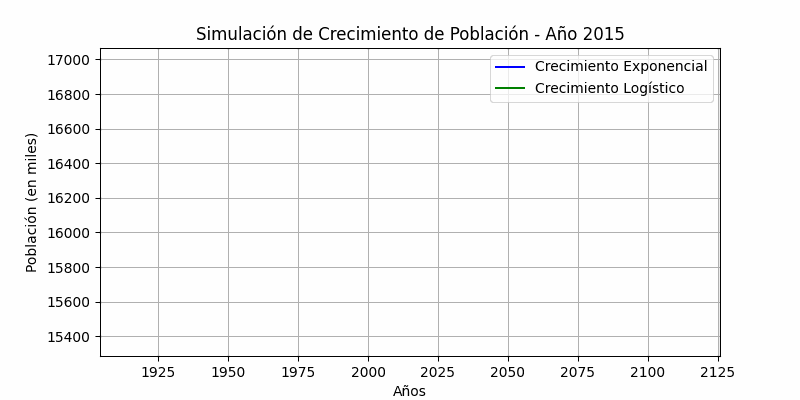 Simulación de Crecimiento de Población - Año 2015
Crecimiento Exponencial
Crecimiento Logístico
Población (en miles)
17000
16800
16600
16400
16200
16000
15800
15600
15400
1925 1950 1975 2000 2025 2050 2075 2100 2125
Años